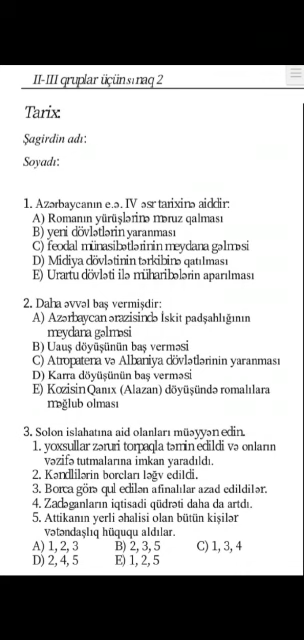 II-III qruplar üçün sınaq 2
Tarix:
Şagirdin adı:
Soyadı:
1. Azərbaycanın e.ə. IV əsr tarixinə aiddir:
A) Romanın yürüşlərinə məruz qalması
B) yeni dövlətlərin yaranması
C) feodal münasibətlərinin meydana gəlməsi
D) Midiya dövlətinin tərkibinə qatılması
E) Urartu dövləti ilə müharibələrin aparılması
2. Daha əvvəl baş vermişdir:
A) Azərbaycan ərazisində İskit padşahlığının
meydana gəlməsi
B) Uauş döyüşünün baş verməsi
C) Atropatena və Albaniya dövlətlərinin yaranması
D) Karra döyüşünün baş verməsi
E) Kozisin Qanıx (Alazan) döyüşündə romalılara
məğlub olması
3. Solon islahatına aid olanları müəyyən edin.
1. yoxsullar zəruri torpaqla təmin edildi və onların
vəzifə tutmalarına imkan yaradıldı.
2. Kəndlilərin borcları ləğv edildi.
3. Borca görə qul edilən afinalılar azad edildilər.
4. Zadəganların iqtisadi qüdrəti daha da artdı.
5. Attikanın yerli əhalisi olan bütün kişilər
vətəndaşlıq hüququ aldılar.
A) 1, 2, 3 B) 2, 3, 5 C) 1, 3, 4
D) 2, 4, 5 E) 1, 2, 5